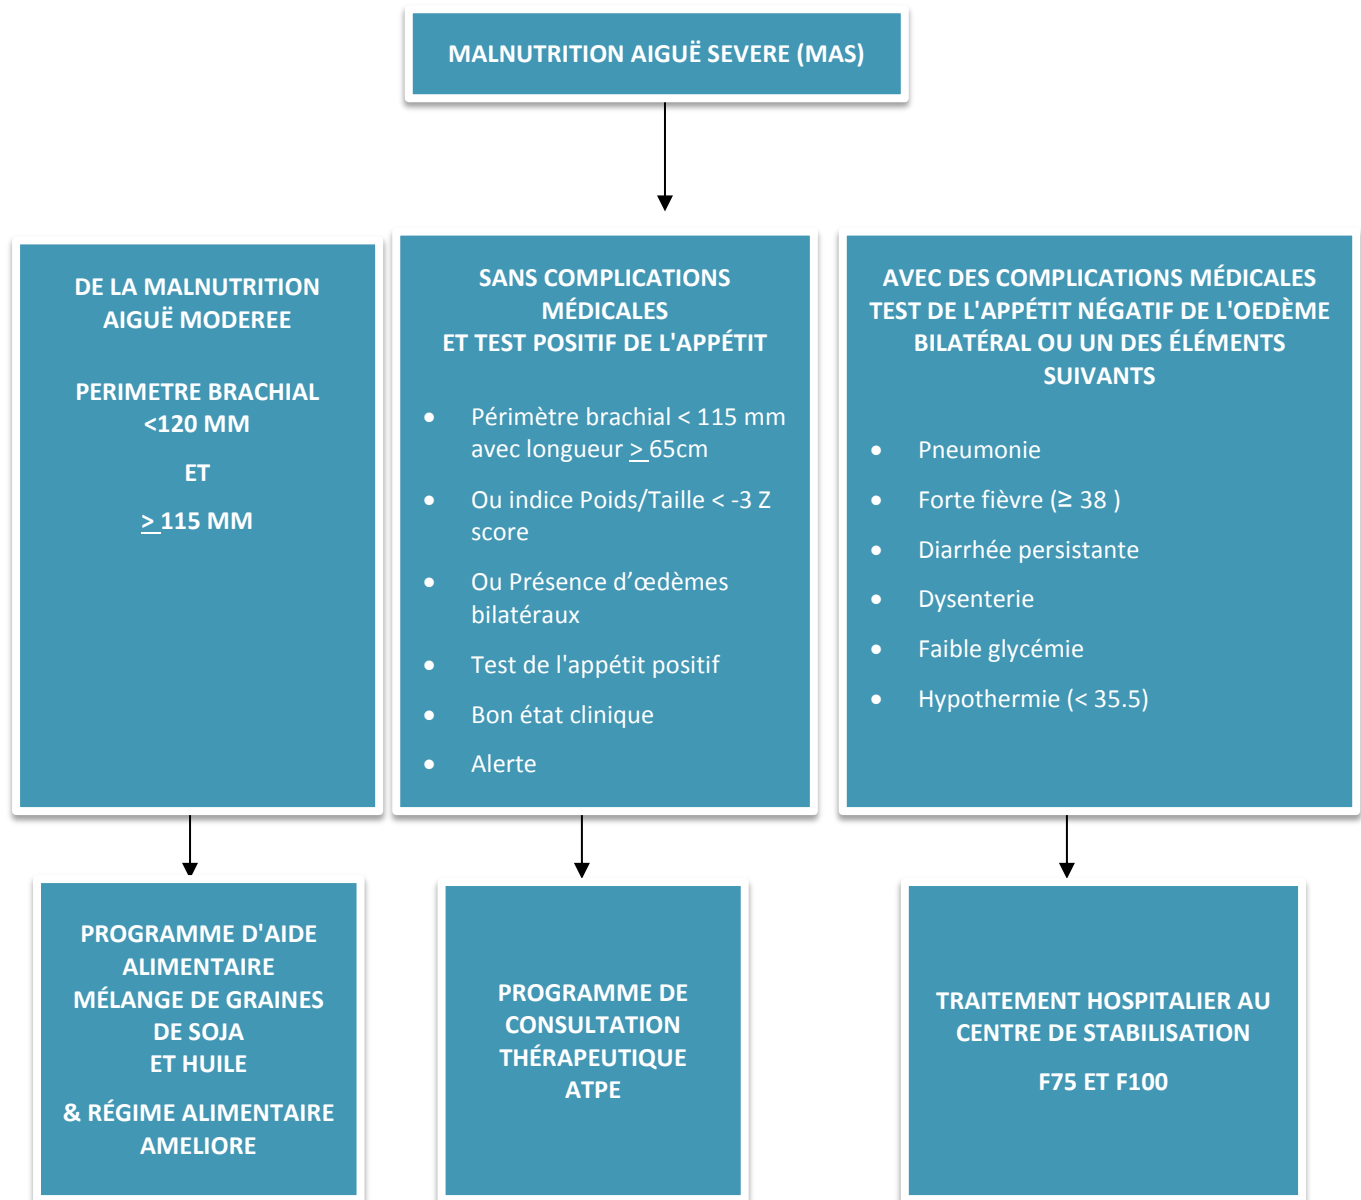 MALNUTRITION AIGUË SEVERE (MAS)
DE LA MALNUTRITION
AIGUË MODEREE
PERIMETRE BRACHIAL
<120 MM
ET
> 115 MM
SANS COMPLICATIONS
MÉDICALES
ET TEST POSITIF DE L'APPÉTIT
• Périmètre brachial < 115 mm
avec longueur > 65cm
• Ou indice Poids/Taille < -3 Z
score
• Ou Présence d’œdèmes
bilatéraux
• Test de l'appétit positif
• Bon état clinique
• Alerte
AVEC DES COMPLICATIONS MÉDICALES
TEST DE L'APPÉTIT NÉGATIF DE L'OEDÈME
BILATÉRAL OU UN DES ÉLÉMENTS
SUIVANTS
• Pneumonie
• Forte fièvre (≥ 38 )
• Diarrhée persistante
• Dysenterie
• Faible glycémie
• Hypothermie (< 35.5)
PROGRAMME D'AIDE
ALIMENTAIRE
MÉLANGE DE GRAINES
DE SOJA
ET HUILE
& RÉGIME ALIMENTAIRE
AMELIORE
PROGRAMME DE
CONSULTATION
THÉRAPEUTIQUE
ATPE
TRAITEMENT HOSPITALIER AU
CENTRE DE STABILISATION
F75 ET F100